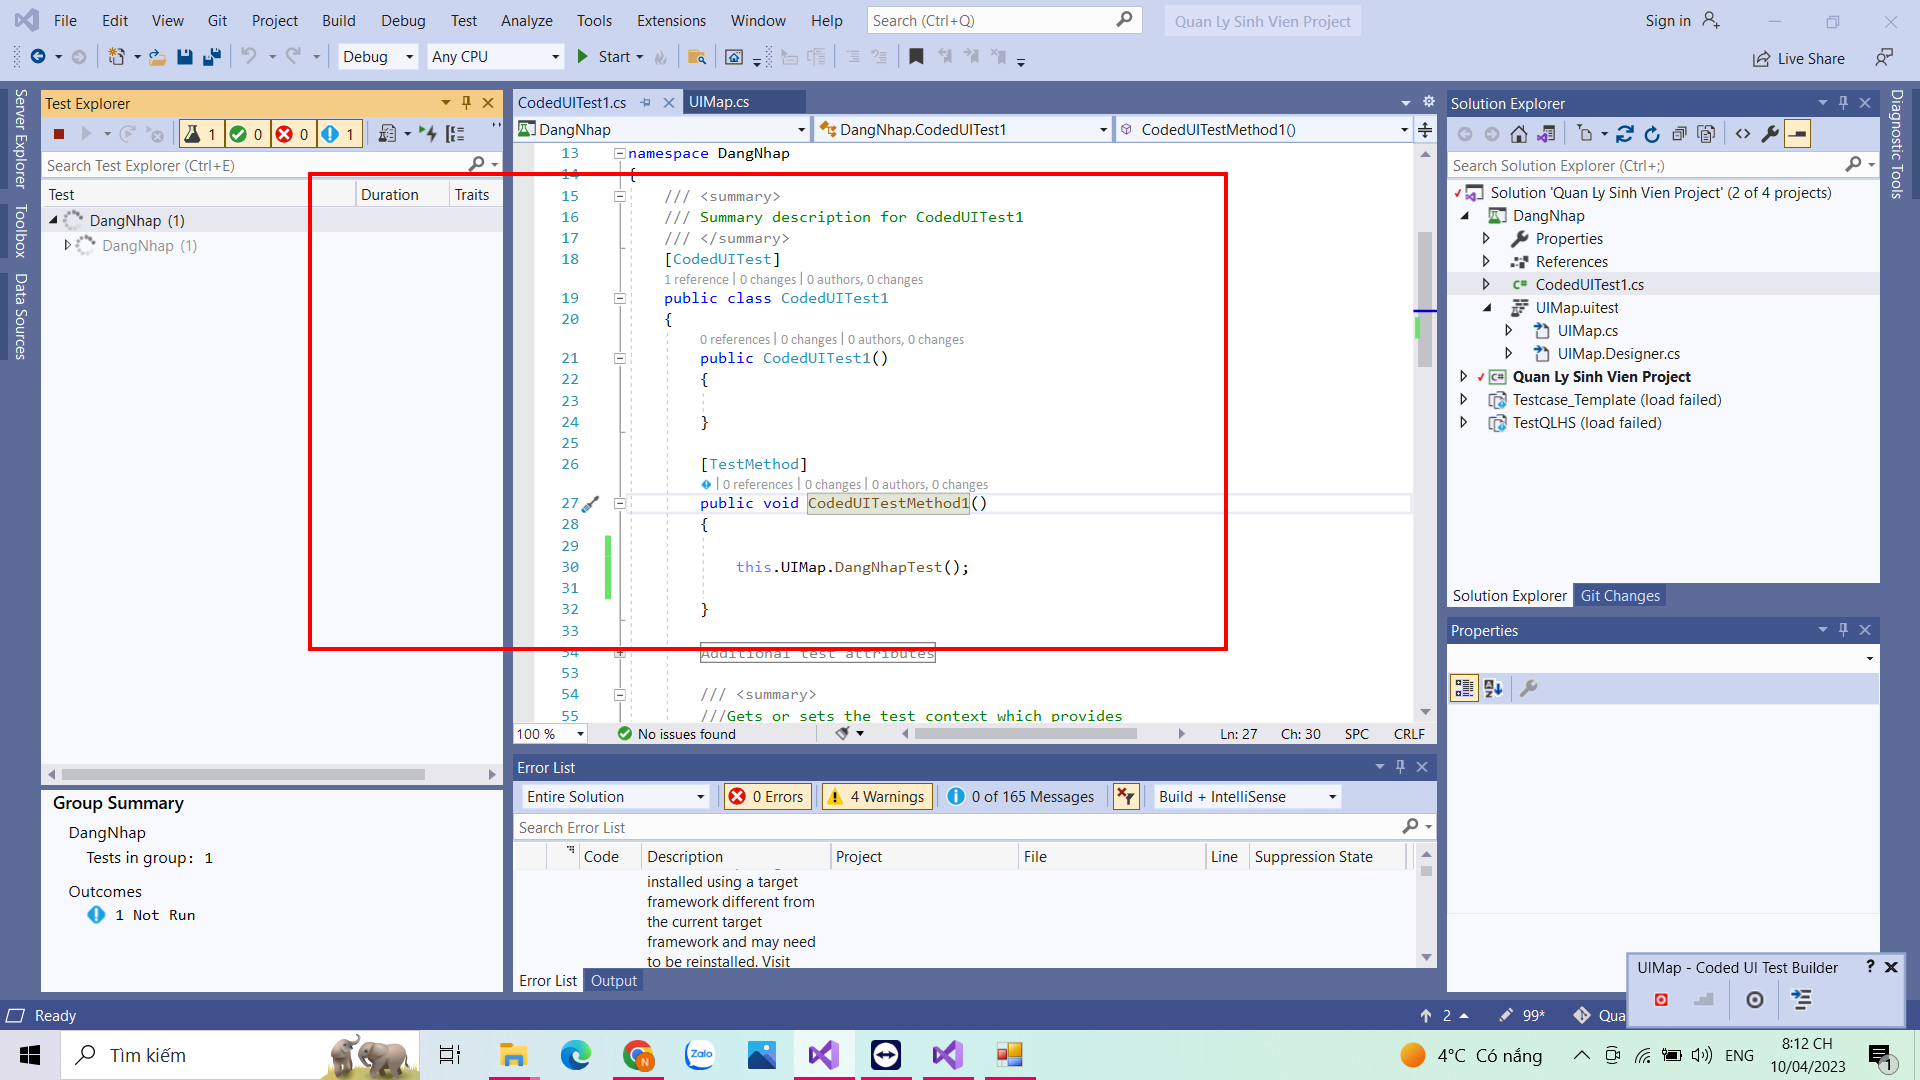 File Edit View Git Project Build Debug Test Analyze Tools Extensions Window Help Search (Ctrl+Q) Quan Ly Sinh Vien Project Sign in
Debug Any CPU Start Live Share
Server Explorer
Toolbox
Data Sources
Test Explorer
1 0 0 1
Search Test Explorer (Ctrl+E)
Test Duration Traits
DangNhap (1)
DangNhap (1)
Group Summary
DangNhap
Tests in group: 1
Outcomes
1 Not Run
CodedUITest1.cs UIMap.cs
DangNhap DangNhap.CodedUITest1 CodedUITestMethod1()
13 namespace DangNhap
14 {
15 /// <summary>
16 /// Summary description for CodedUITest1
17 /// </summary>
18 [CodedUITest]
1 reference | 0 changes | 0 authors, 0 changes
19 public class CodedUITest1
20 {
0 references | 0 changes | 0 authors, 0 changes
21 public CodedUITest1()
22 {
23
24 }
25
26 [TestMethod]
| 0 references | 0 changes | 0 authors, 0 changes
27 public void CodedUITestMethod1()
28 {
29
30 this.UIMap.DangNhapTest();
31
32 }
33
34 Additional test attributes
53
54 /// <summary>
55 ///Gets or sets the test context which provides
100 % No issues found Ln: 27 Ch: 30 SPC CRLF
Error List
Entire Solution 0 Errors 4 Warnings 0 of 165 Messages Build + IntelliSense
Search Error List
Code Description Project File Line Suppression State
installed using a target
framework different from
the current target
framework and may need
to be reinstalled. Visit
Error List Output
Solution Explorer
Search Solution Explorer (Ctrl+;)
Solution 'Quan Ly Sinh Vien Project' (2 of 4 projects)
DangNhap
Properties
References
C# CodedUITest1.cs
UIMap.uitest
UIMap.cs
UIMap.Designer.cs
C# Quan Ly Sinh Vien Project
Testcase_Template (load failed)
TestQLHS (load failed)
Solution Explorer Git Changes
Properties
Diagnostic Tools
UIMap - Coded UI Test Builder ? X
Ready 2 99* Qua
Tìm kiếm Zalo N 4°C Có nắng ENG 8:12 CH
10/04/2023 1